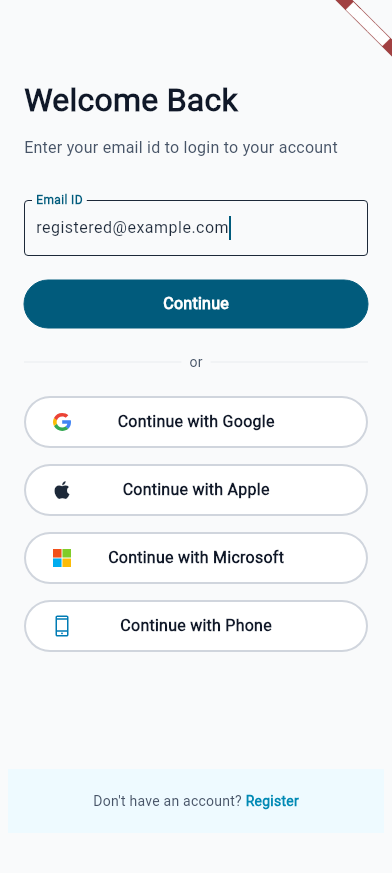 Welcome Back
Enter your email id to login to your account
Email ID
registered@example.com
Continue
or
Continue with Google
Continue with Apple
Continue with Microsoft
Continue with Phone
Don't have an account? Register